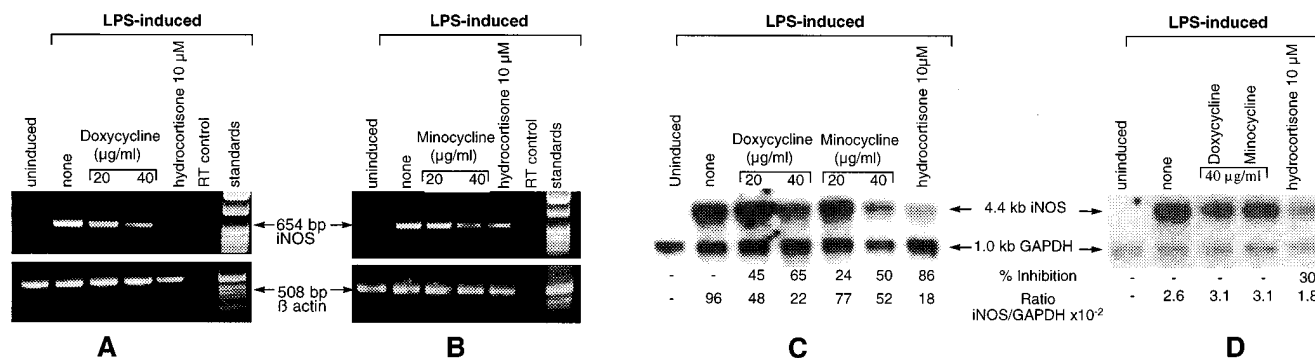 LPS-induced
uninduced
none
Doxycycline
(µg/ml)
20 40
hydrocortisone 10 µM
RT control
standards
654 bp
iNOS
508 bp
ß actin
A
LPS-induced
uninduced
none
Minocycline
(µg/ml)
20 40
hydrocortisone 10 µM
RT control
standards
B
LPS-induced
Uninduced
none
Doxycycline
(µg/ml)
20 40
Minocycline
(µg/ml)
20 40
hydrocortisone 10µM
4.4 kb iNOS
1.0 kb GAPDH
- - 45 65 24 50 86
% Inhibition
- 96 48 22 77 52 18
Ratio
iNOS/GAPDH x10-2
C
LPS-induced
uninduced
none
Doxycycline
Minocycline
40 µg/ml
hydrocortisone 10 µM
- - - - 30
- 2.6 3.1 3.1 1.8
D